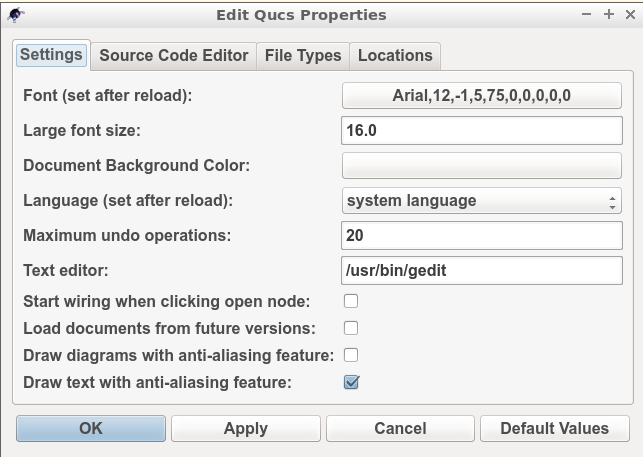 Edit Qucs Properties
Settings Source Code Editor File Types Locations
Font (set after reload): Arial,12,-1,5,75,0,0,0,0,0
Large font size: 16.0
Document Background Color:
Language (set after reload): system language
Maximum undo operations: 20
Text editor: /usr/bin/gedit
Start wiring when clicking open node:
Load documents from future versions:
Draw diagrams with anti-aliasing feature:
Draw text with anti-aliasing feature:
OK Apply Cancel Default Values